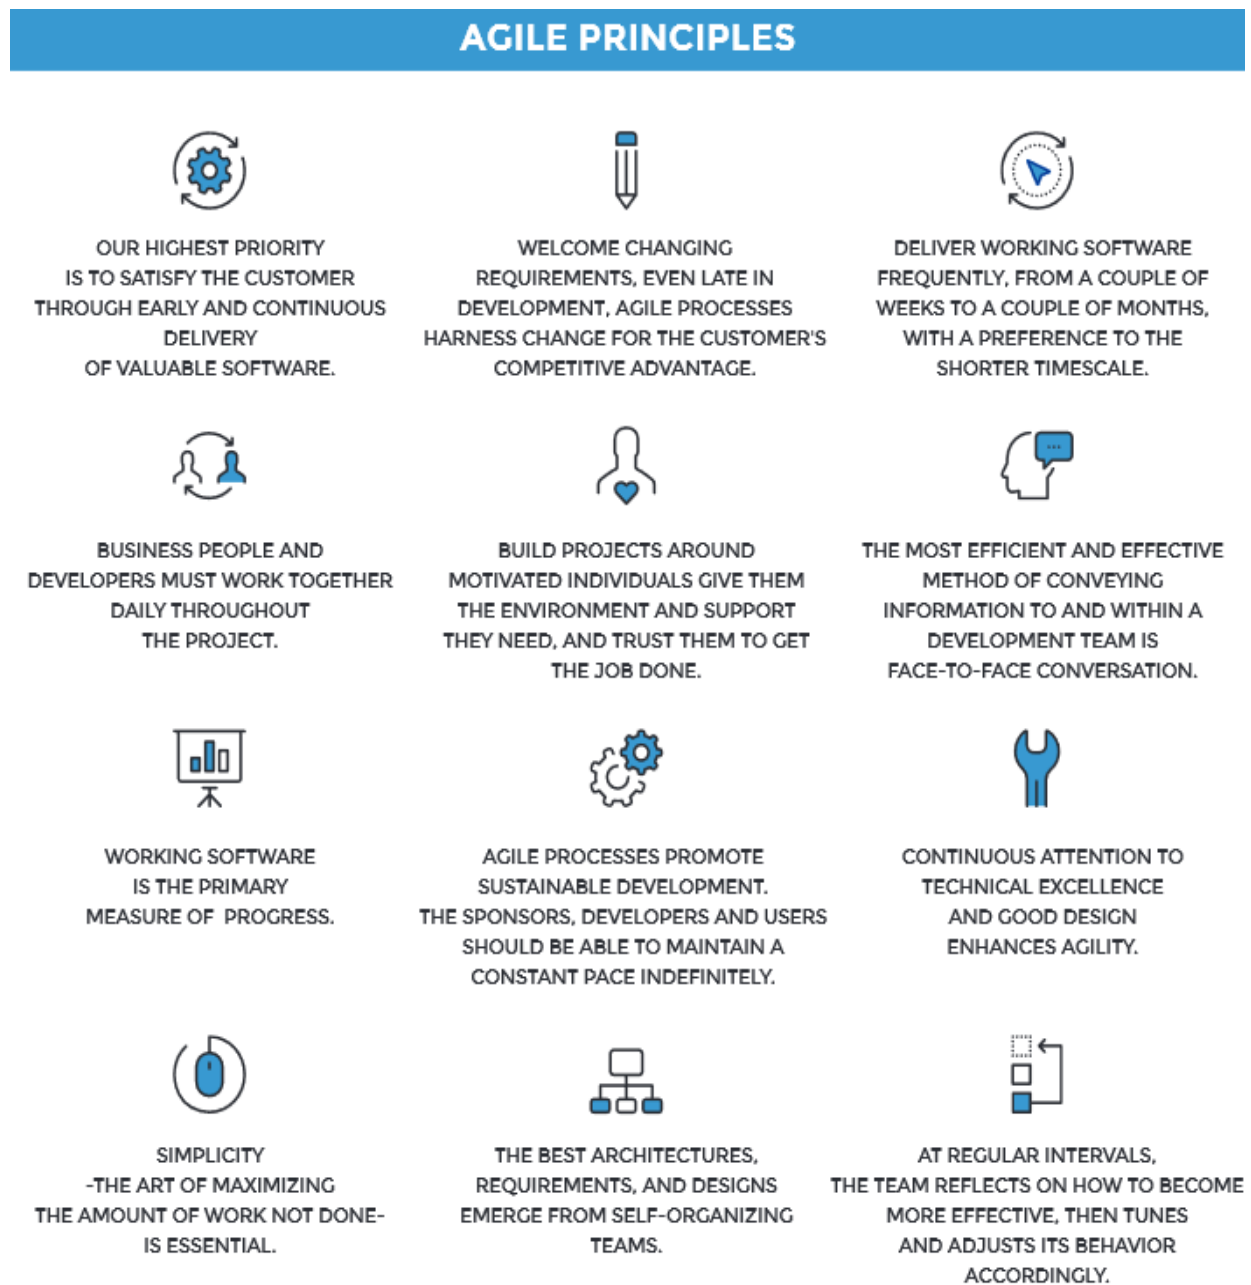 AGILE PRINCIPLES
OUR HIGHEST PRIORITY
IS TO SATISFY THE CUSTOMER
THROUGH EARLY AND CONTINUOUS
DELIVERY
OF VALUABLE SOFTWARE.
WELCOME CHANGING
REQUIREMENTS, EVEN LATE IN
DEVELOPMENT, AGILE PROCESSES
HARNESS CHANGE FOR THE CUSTOMER'S
COMPETITIVE ADVANTAGE.
DELIVER WORKING SOFTWARE
FREQUENTLY, FROM A COUPLE OF
WEEKS TO A COUPLE OF MONTHS,
WITH A PREFERENCE TO THE
SHORTER TIMESCALE.
BUSINESS PEOPLE AND
DEVELOPERS MUST WORK TOGETHER
DAILY THROUGHOUT
THE PROJECT.
BUILD PROJECTS AROUND
MOTIVATED INDIVIDUALS GIVE THEM
THE ENVIRONMENT AND SUPPORT
THEY NEED, AND TRUST THEM TO GET
THE JOB DONE.
THE MOST EFFICIENT AND EFFECTIVE
METHOD OF CONVEYING
INFORMATION TO AND WITHIN A
DEVELOPMENT TEAM IS
FACE-TO-FACE CONVERSATION.
WORKING SOFTWARE
IS THE PRIMARY
MEASURE OF  PROGRESS.
AGILE PROCESSES PROMOTE
SUSTAINABLE DEVELOPMENT.
THE SPONSORS, DEVELOPERS AND USERS
SHOULD BE ABLE TO MAINTAIN A
CONSTANT PACE INDEFINITELY.
CONTINUOUS ATTENTION TO
TECHNICAL EXCELLENCE
AND GOOD DESIGN
ENHANCES AGILITY.
SIMPLICITY
-THE ART OF MAXIMIZING
THE AMOUNT OF WORK NOT DONE-
IS ESSENTIAL.
THE BEST ARCHITECTURES,
REQUIREMENTS, AND DESIGNS
EMERGE FROM SELF-ORGANIZING
TEAMS.
AT REGULAR INTERVALS,
THE TEAM REFLECTS ON HOW TO BECOME
MORE EFFECTIVE, THEN TUNES
AND ADJUSTS ITS BEHAVIOR
ACCORDINGLY.